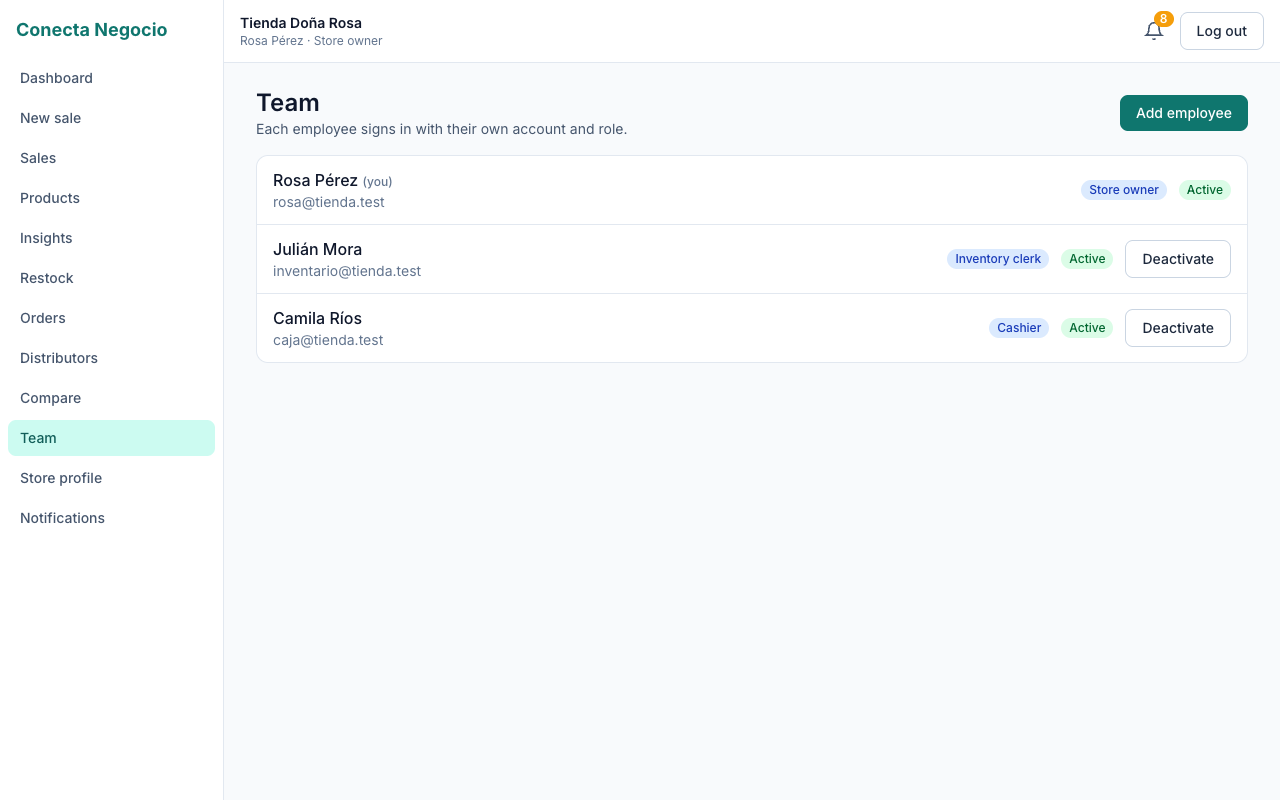 Conecta Negocio
Dashboard
New sale
Sales
Products
Insights
Restock
Orders
Distributors
Compare
Team
Store profile
Notifications
Tienda Doña Rosa
Rosa Pérez · Store owner
8
Log out
Team
Each employee signs in with their own account and role.
Add employee
Rosa Pérez (you)
rosa@tienda.test
Store owner
Active
Julián Mora
inventario@tienda.test
Inventory clerk
Active
Deactivate
Camila Ríos
caja@tienda.test
Cashier
Active
Deactivate